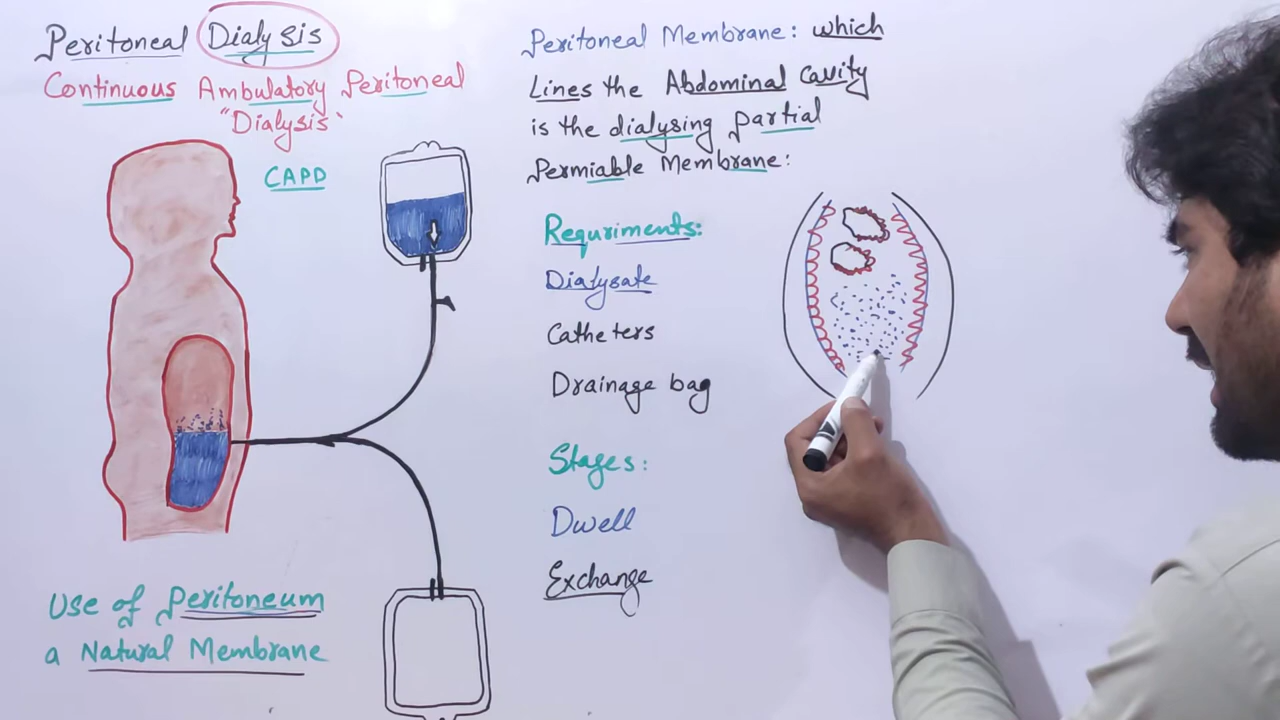 Peritoneal Dialysis
Continuous Ambulatory Peritoneal
"Dialysis"
CAPD
Use of Peritoneum
a Natural Membrane
Peritoneal Membrane: which
Lines the Abdominal Cavity
is the dialysing partial
Permiable Membrane:
Requriments:
Dialysate
Catheters
Drainage bag
Stages:
Dwell
Exchange